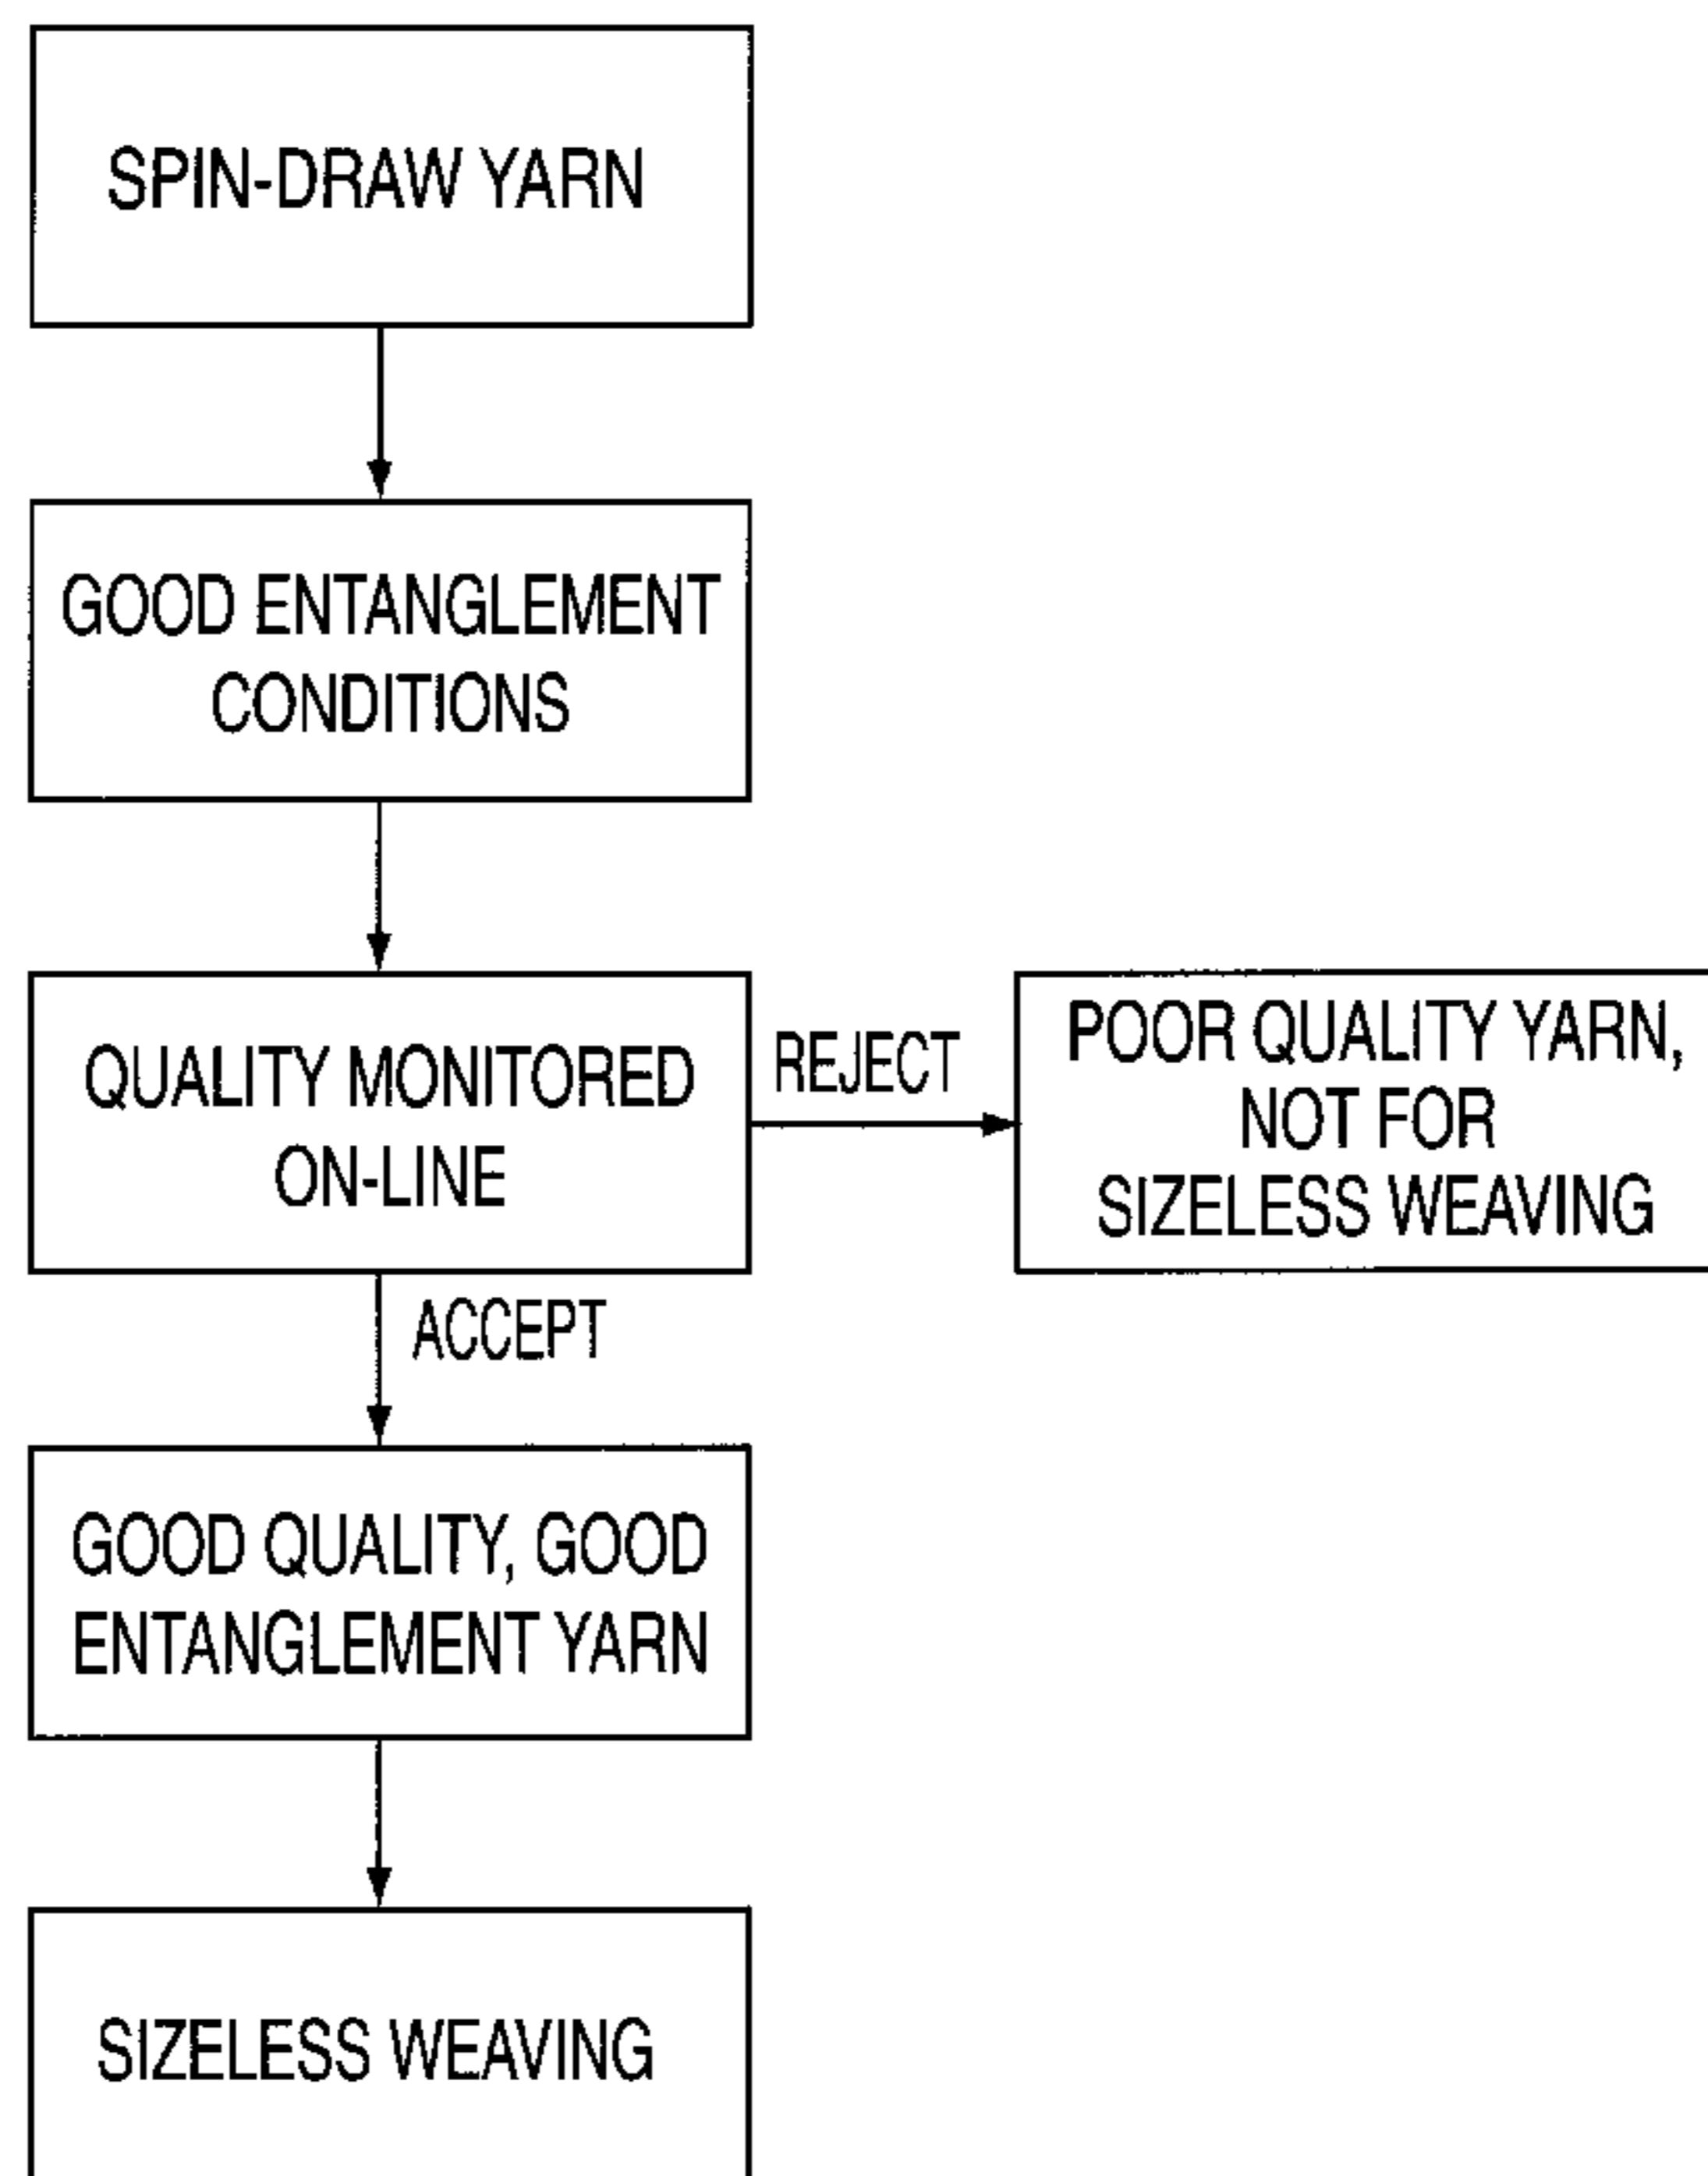 SPIN-DRAW YARN
GOOD ENTANGLEMENT
CONDITIONS
QUALITY MONITORED
ON-LINE
REJECT
POOR QUALITY YARN,
NOT FOR
SIZELESS WEAVING
ACCEPT
GOOD QUALITY, GOOD
ENTANGLEMENT YARN
SIZELESS WEAVING